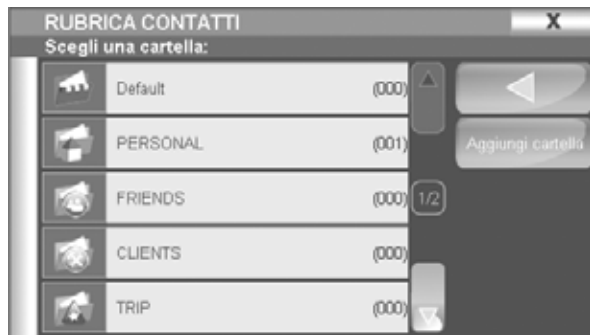 RUBRICA CONTATTI X
Scegli una cartella:
Default (000)
PERSONAL (001)
Aggiungi cartella
FRIENDS (000) 1/2
CLIENTS (000)
TRIP (000)